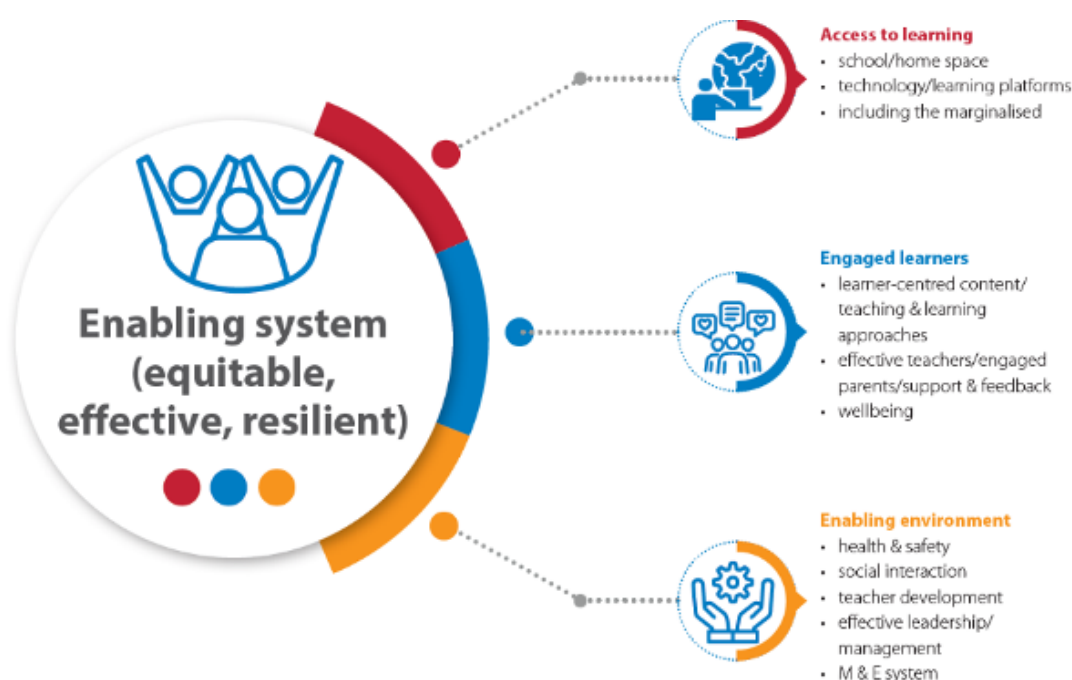 Enabling system
(equitable,
effective, resilient)
Access to learning
• school/home space
• technology/learning platforms
• including the marginalised
Engaged learners
• learner-centred content/
teaching & learning
approaches
• effective teachers/engaged
parents/support & feedback
• wellbeing
Enabling environment
• health & safety
• social interaction
• teacher development
• effective leadership/
management
• M & E system